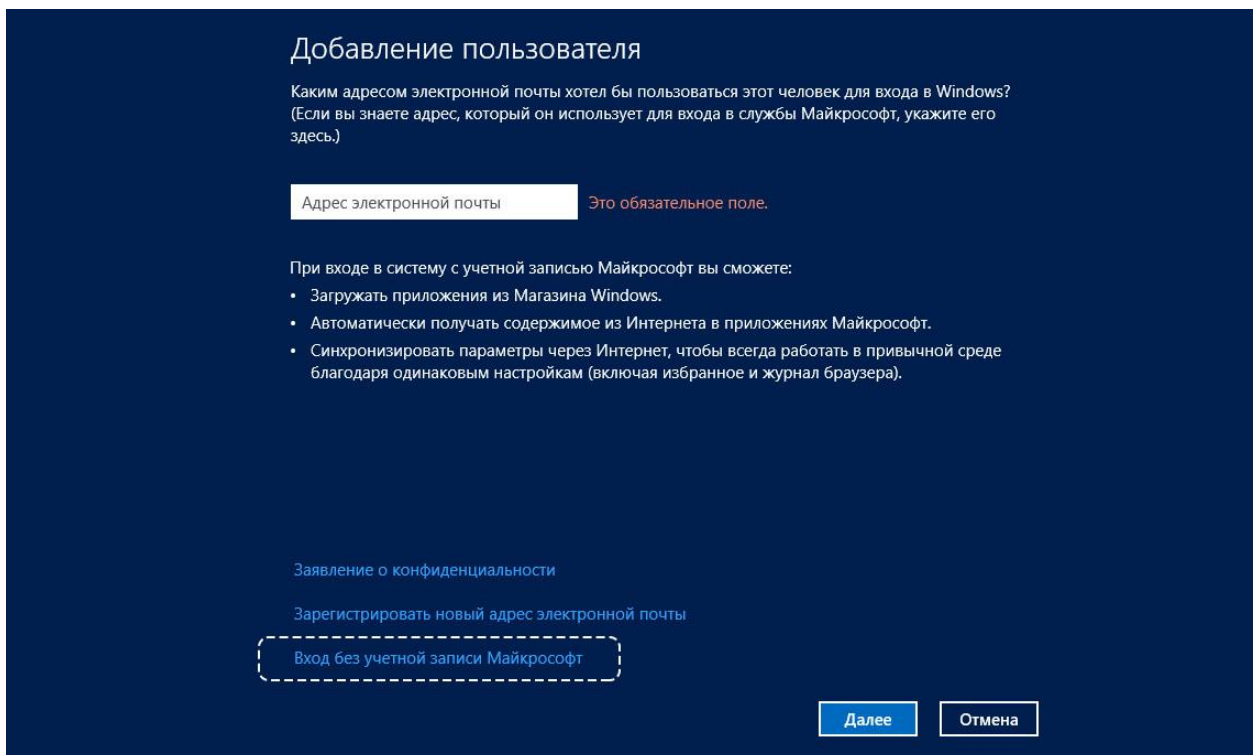 Добавление пользователя
Каким адресом электронной почты хотел бы пользоваться этот человек для входа в Windows?
(Если вы знаете адрес, который он использует для входа в службы Майкрософт, укажите его
здесь.)
Адрес электронной почты
Это обязательное поле.
При входе в систему с учетной записью Майкрософт вы сможете:
• Загружать приложения из Магазина Windows.
• Автоматически получать содержимое из Интернета в приложениях Майкрософт.
• Синхронизировать параметры через Интернет, чтобы всегда работать в привычной среде
благодаря одинаковым настройкам (включая избранное и журнал браузера).
Заявление о конфиденциальности
Зарегистрировать новый адрес электронной почты
Вход без учетной записи Майкрософт
Далее
Отмена